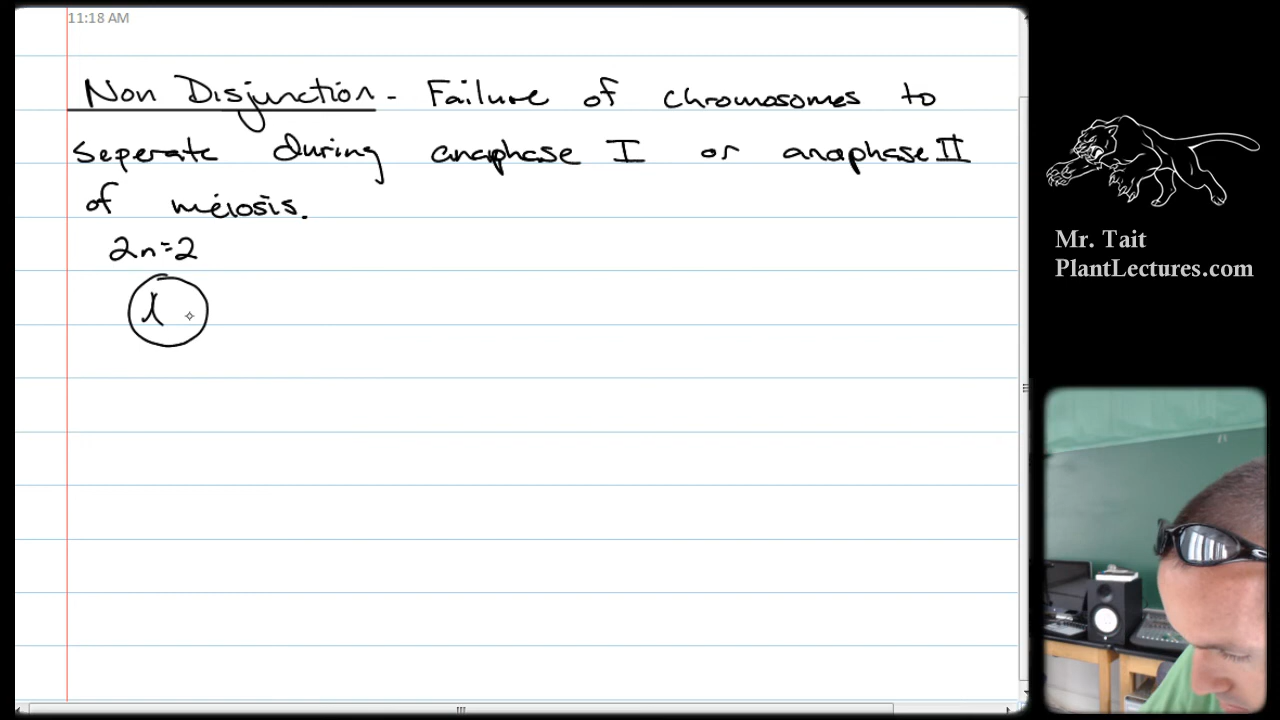 11:18 AM
Non Disjunction - Failure of chromosomes to
seperate during anaphase I or anaphase II
of meiosis.
2n=2
Mr. Tait
PlantLectures.com